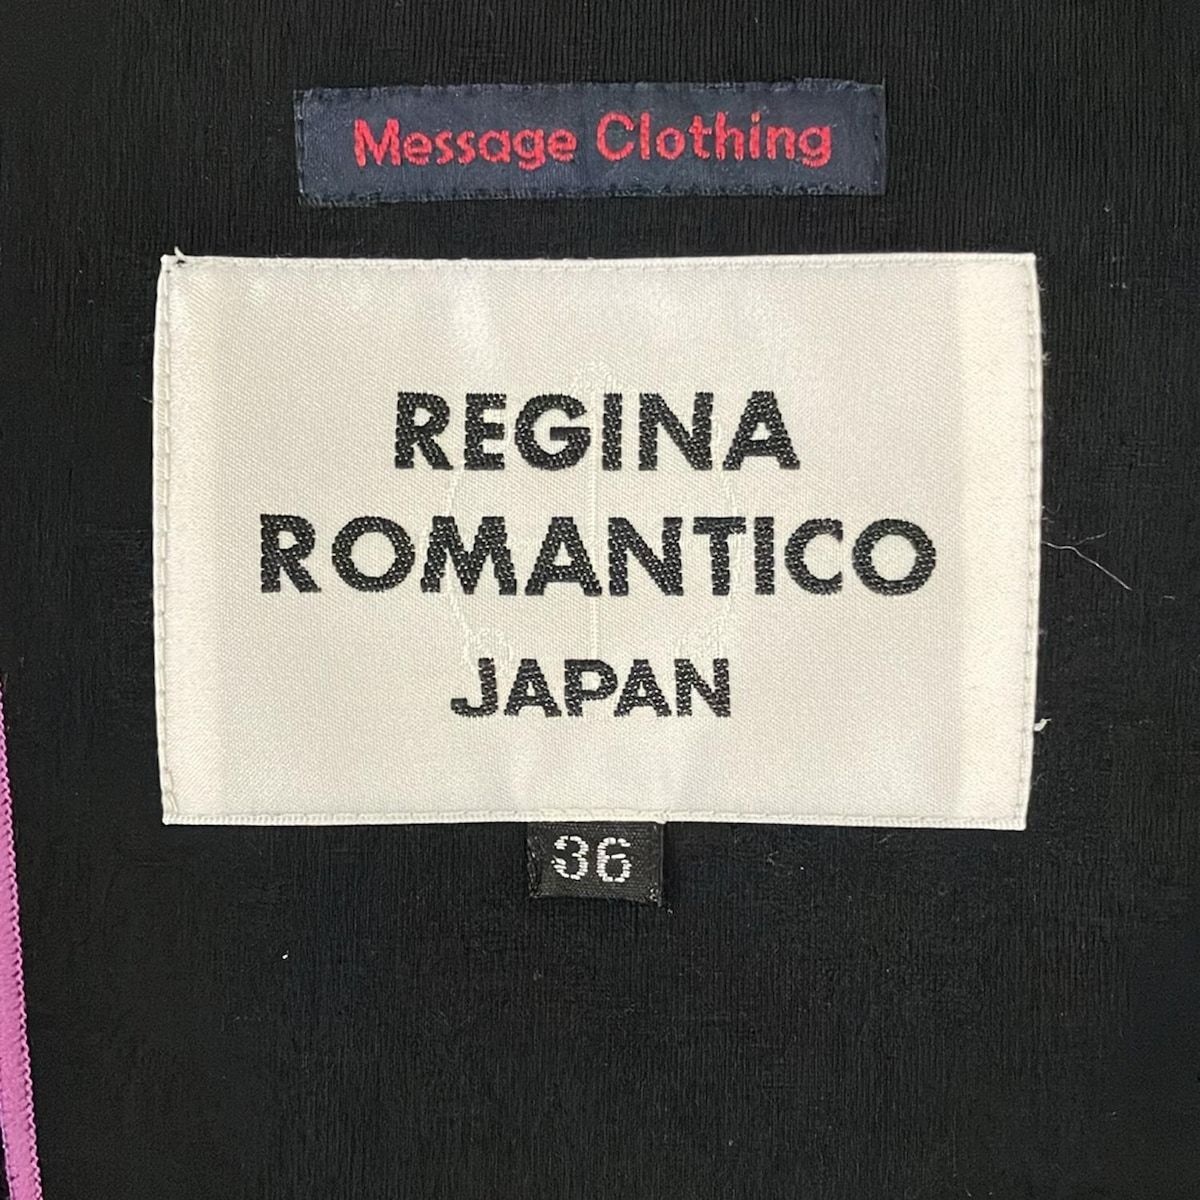 Message Clothing
REGINA
ROMANTICO
JAPAN
36